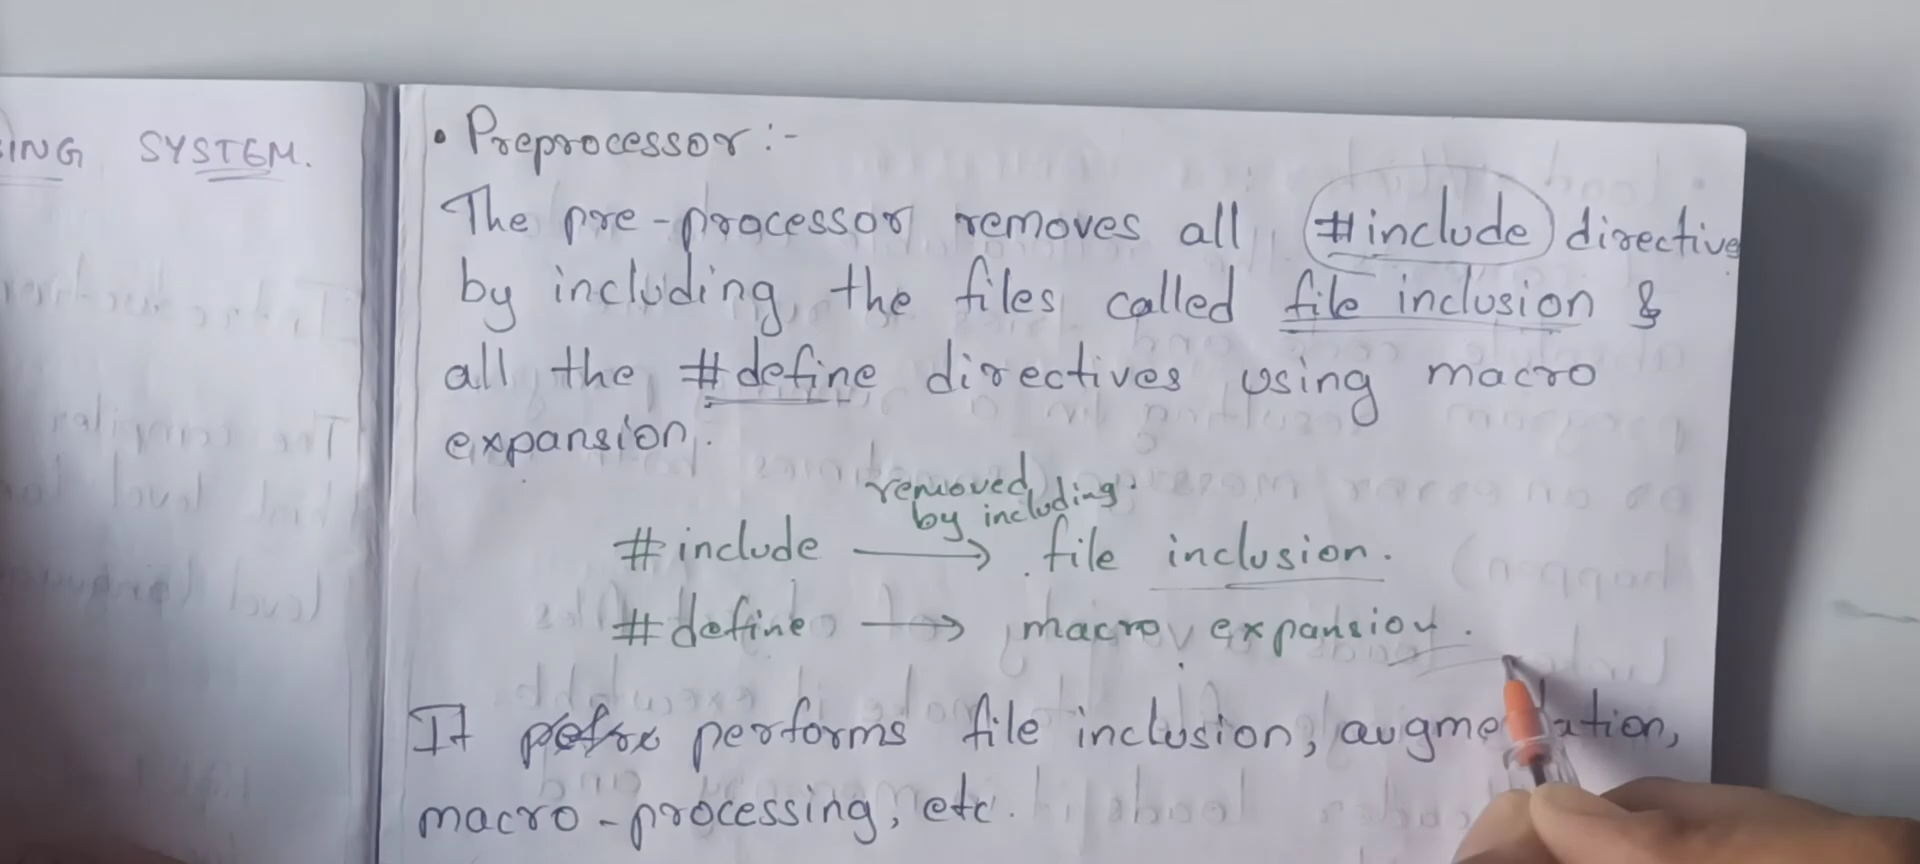 ING SYSTEM.
• Preprocessor :-
The pre-processor removes all #include directive
by including the files called file inclusion &
all the #define directives using macro
expansion.
removed
by including.
#include → file inclusion.
#define → macro expansion.
It performs file inclusion, augmentation,
macro-processing, etc.